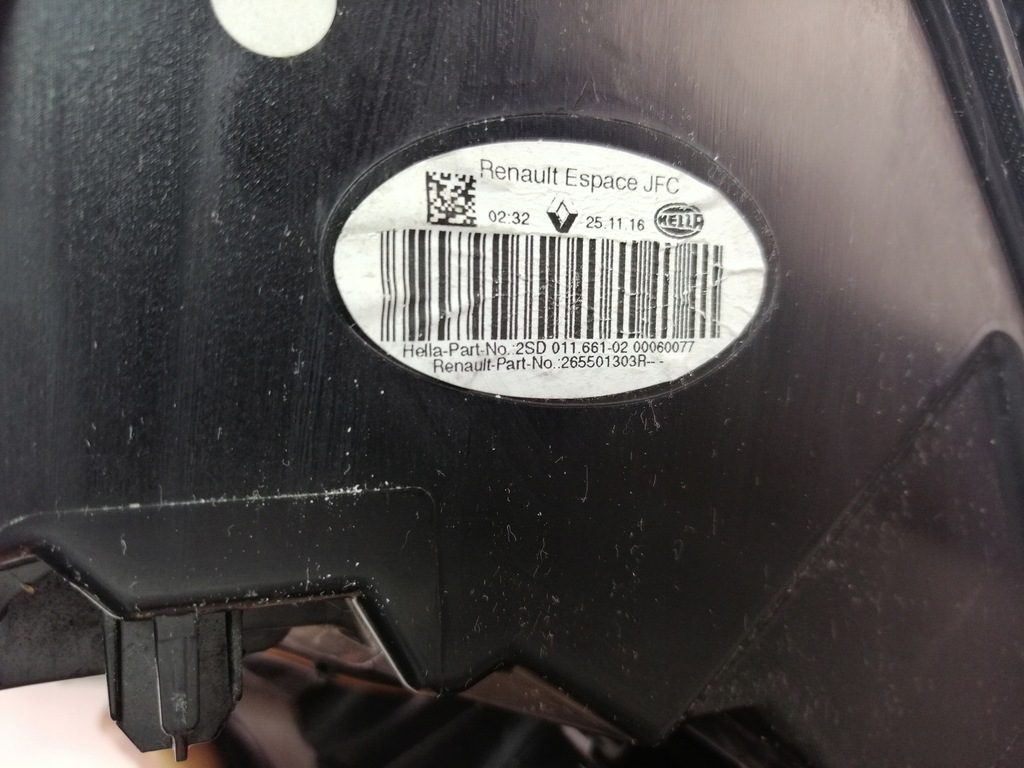 Renault Espace JFC
02:32 25.11.16 HELLA
Hella-Part-No.:2SD 011.661-02 00060077
Renault-Part-No.:265501303R---